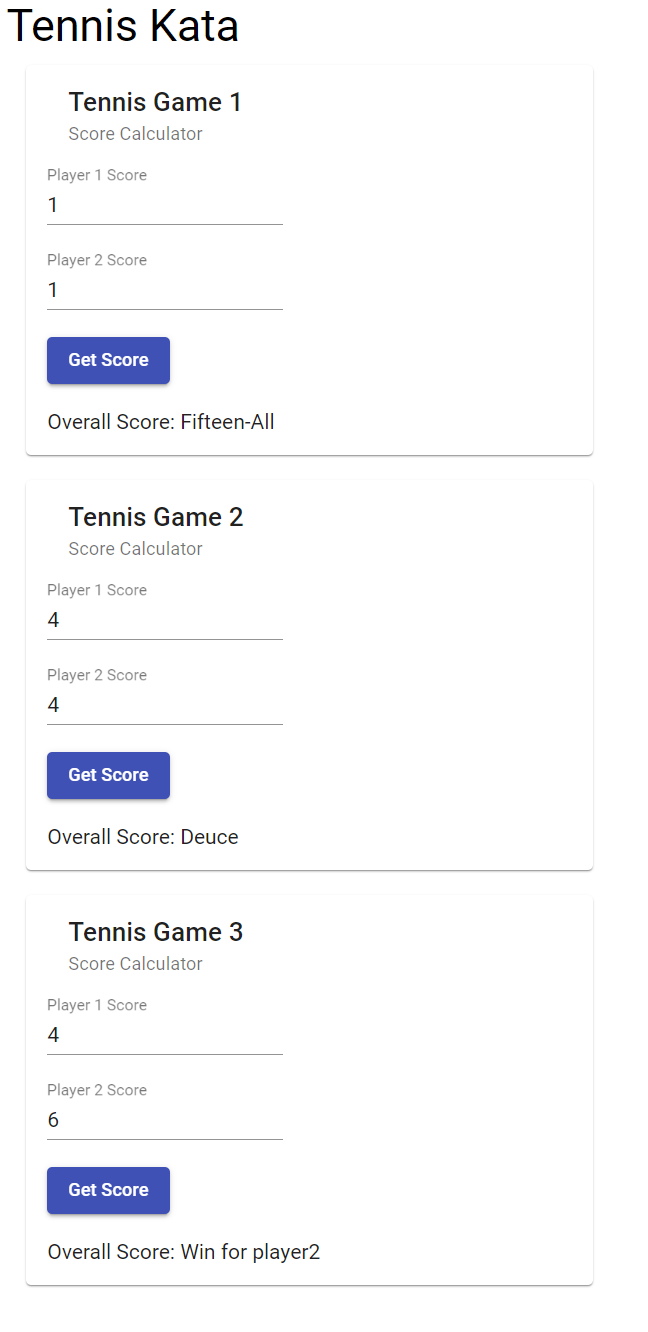 Tennis Kata
Tennis Game 1
Score Calculator
Player 1 Score
1
Player 2 Score
1
Get Score
Overall Score: Fifteen-All
Tennis Game 2
Score Calculator
Player 1 Score
4
Player 2 Score
4
Get Score
Overall Score: Deuce
Tennis Game 3
Score Calculator
Player 1 Score
4
Player 2 Score
6
Get Score
Overall Score: Win for player2